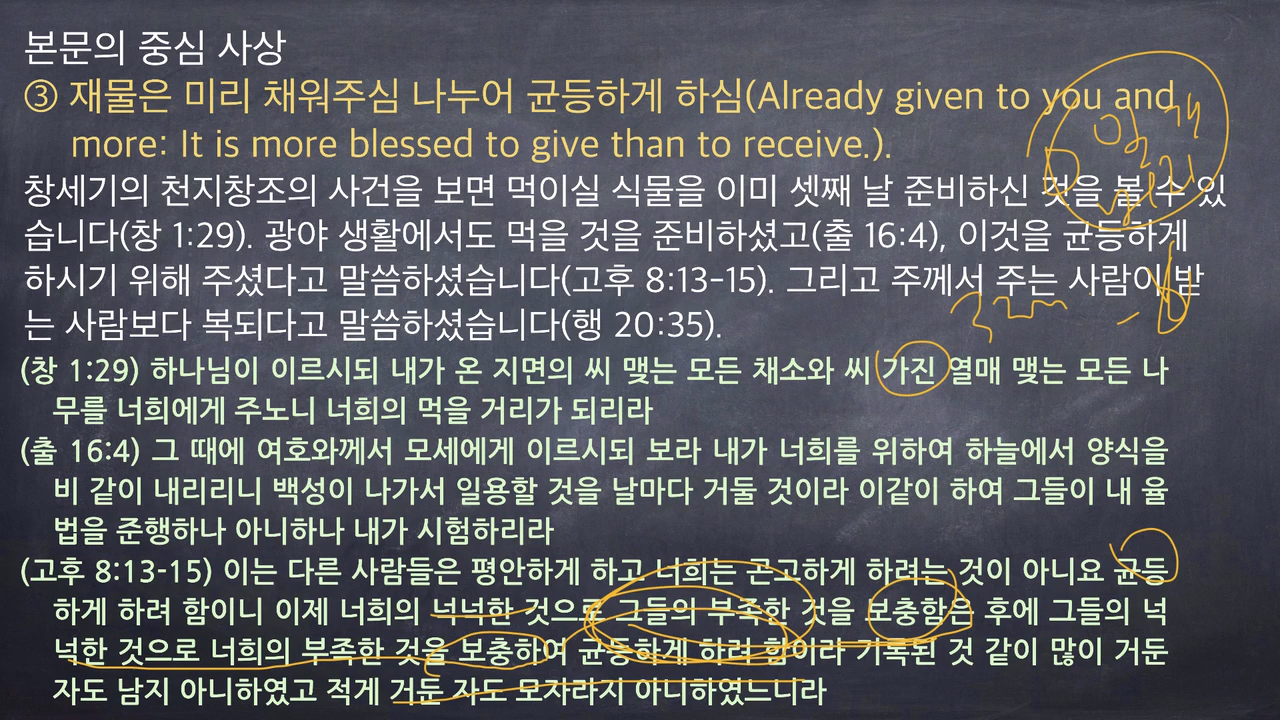 본문의 중심 사상
③ 재물은 미리 채워주심 나누어 균등하게 하심(Already given to you and
more: It is more blessed to give than to receive.).
창세기의 천지창조의 사건을 보면 먹이실 식물을 이미 셋째 날 준비하신 것을 볼 수 있
습니다(창 1:29). 광야 생활에서도 먹을 것을 준비하셨고(출 16:4), 이것을 균등하게
하시기 위해 주셨다고 말씀하셨습니다(고후 8:13-15). 그리고 주께서 주는 사람이 받
는 사람보다 복되다고 말씀하셨습니다(행 20:35).
(창 1:29) 하나님이 이르시되 내가 온 지면의 씨 맺는 모든 채소와 씨 가진 열매 맺는 모든 나
무를 너희에게 주노니 너희의 먹을 거리가 되리라
(출 16:4) 그 때에 여호와께서 모세에게 이르시되 보라 내가 너희를 위하여 하늘에서 양식을
비 같이 내리리니 백성이 나가서 일용할 것을 날마다 거둘 것이라 이같이 하여 그들이 내 율
법을 준행하나 아니하나 내가 시험하리라
(고후 8:13-15) 이는 다른 사람들은 평안하게 하고 너희는 곤고하게 하려는 것이 아니요 균등
하게 하려 함이니 이제 너희의 넉넉한 것으로 그들의 부족한 것을 보충함은 후에 그들의 넉
넉한 것으로 너희의 부족한 것을 보충하여 균등하게 하려 함이라 기록된 것 같이 많이 거둔
자도 남지 아니하였고 적게 거둔 자도 모자라지 아니하였느니라